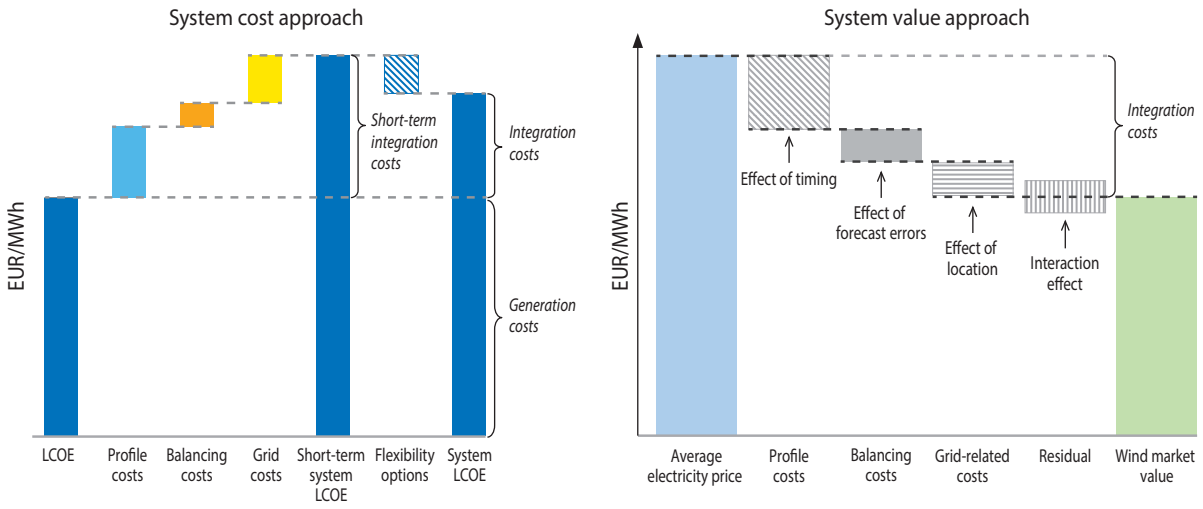 System cost approach
EUR/MWh
Short-term
integration
costs
Integration
costs
Generation
costs
LCOE
Profile
costs
Balancing
costs
Grid
costs
Short-term
system
LCOE
Flexibility
options
System
LCOE
System value approach
EUR/MWh
Integration
costs
Effect of timing
Effect of
forecast errors
Effect of
location
Interaction
effect
Average
electricity price
Profile
costs
Balancing
costs
Grid-related
costs
Residual
Wind market
value